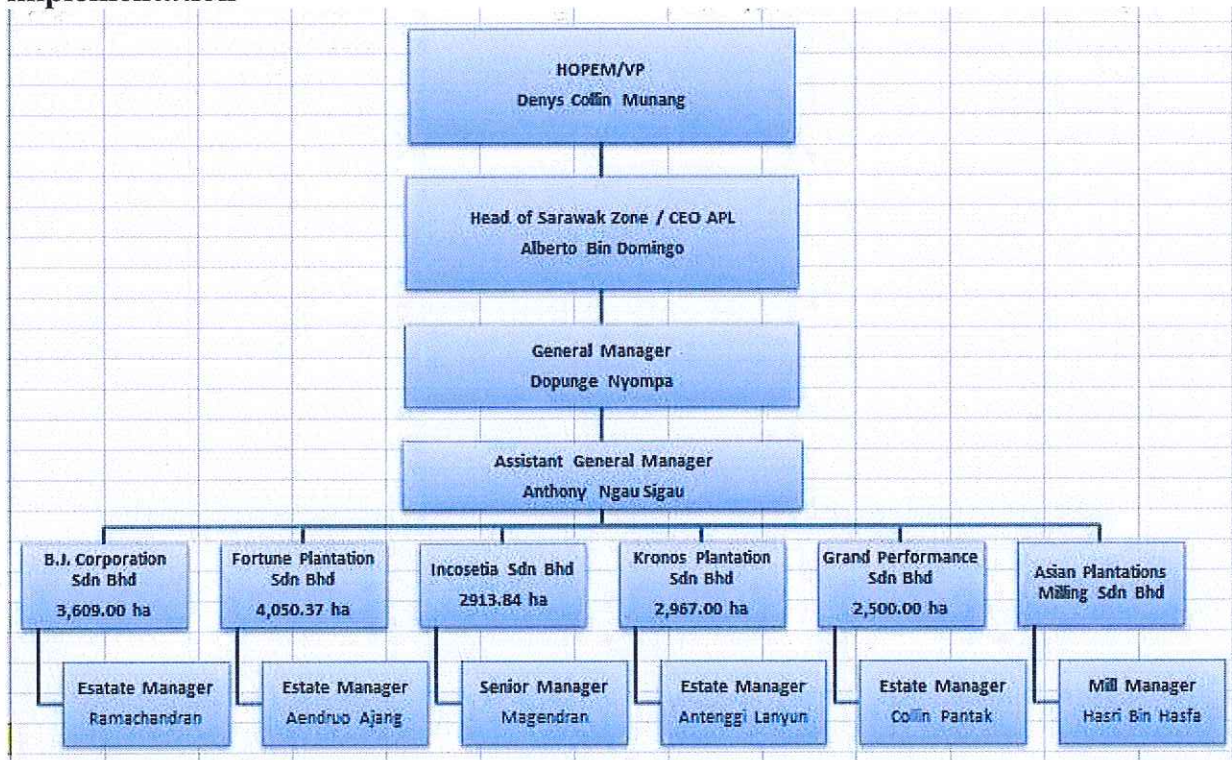 HOPEM/VP
Denys Collin Munang
Head of Sarawak Zone / CEO APL
Alberto Bin Domingo
General Manager
Dopunge Nyompa
Assistant General Manager
Anthony Ngau Sigau
B.J. Corporation
Sdn Bhd
3,609.00 ha
Fortune Plantation
Sdn Bhd
4,050.37 ha
Incosetia Sdn Bhd
2913.84 ha
Kronos Plantation
Sdn Bhd
2,967.00 ha
Grand Performance
Sdn Bhd
2,500.00 ha
Asian Plantations
Milling Sdn Bhd
Esatate Manager
Ramachandran
Estate Manager
Aendruo Ajang
Senior Manager
Magendran
Estate Manager
Antenggi Lanyun
Estate Manager
Collin Pantak
Mill Manager
Hasri Bin Hasfa